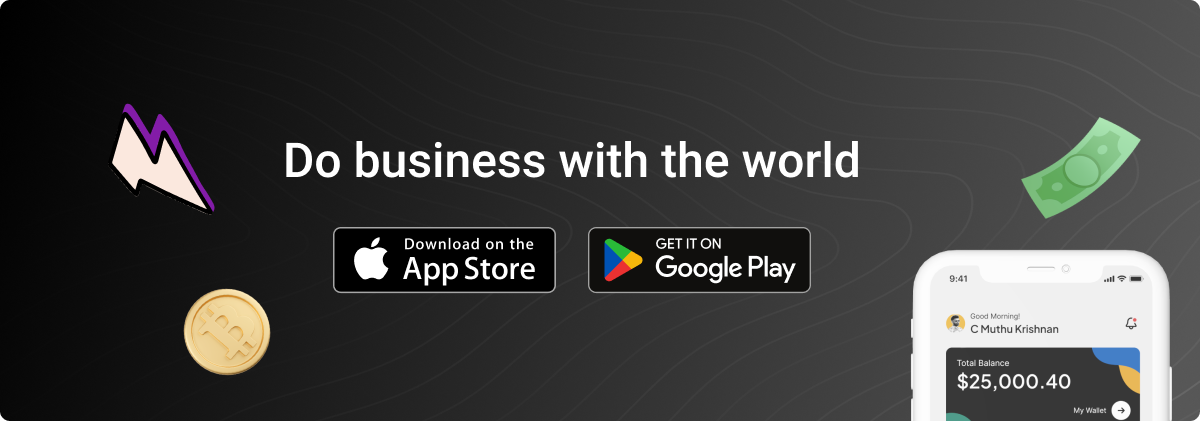 Do business with the world
Download on the
App Store
GET IT ON
Google Play
9:41
Good Morning!
C Muthu Krishnan
Total Balance
$25,000.40
My Wallet